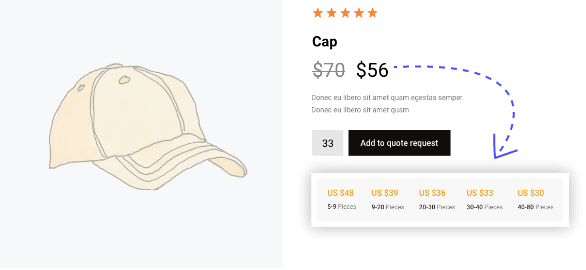 Cap
$70 $56
Donec eu libero sit amet quam egestas semper.
Donec eu libero sit amet quam
33 Add to quote request
US $48 US $39 US $36 US $33 US $30
5-9 Pieces 9-20 Pieces 20-30 Pieces 30-40 Pieces 40-80 Pieces